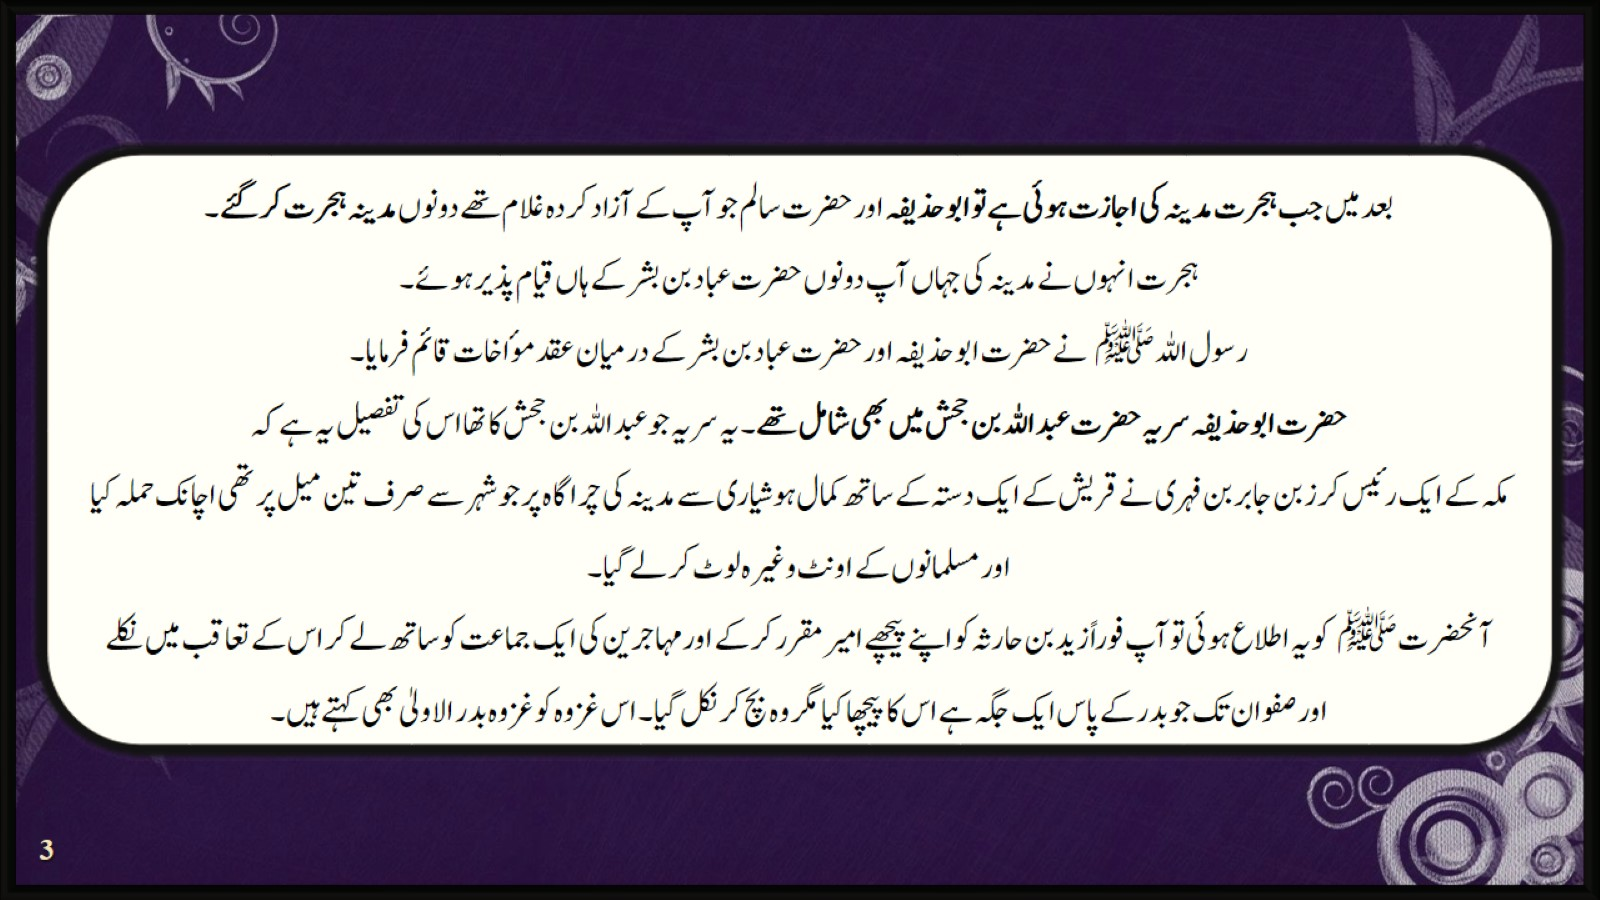 بعد میں جب ہجرت مدینہ کی اجازت ہوئی ہے تو ابو حذیفہ اور حضرت سالم جو آپ کے آزاد کردہ غلام تھے دونوں مدینہ ہجرت کر گئے۔
ہجرت انہوں نے مدینہ کی جہاں آپ دونوں حضرت عباد بن بشر کے ہاں قیام پذیر ہوئے۔
رسول اللہ ﷺ نے حضرت ابو حذیفہ اور حضرت عباد بن بشر کے درمیان عقد مؤاخات قائم فرمایا۔
حضرت ابو حذیفہ سریہ حضرت عبد اللہ بن جحش میں بھی شامل تھے۔ یہ سریہ جو عبد اللہ بن جحش کا تھا اس کی تفصیل یہ ہے کہ
مکہ کے ایک رئیس کرز بن جابر بن فہری نے قریش کے ایک دستہ کے ساتھ کمال ہوشیاری سے مدینہ کی چراگاہ پر جو شہر سے صرف تین میل پر تھی اچانک حملہ کیا
اور مسلمانوں کے اونٹ وغیرہ لوٹ کر لے گیا۔
آنحضرت ﷺ کو یہ اطلاع ہوئی تو آپ فوراً زید بن حارثہ کو اپنے پیچھے امیر مقرر کر کے اور مہاجرین کی ایک جماعت کو ساتھ لے کر اس کے تعاقب میں نکلے
اور صفوان تک جو بدر کے پاس ایک جگہ ہے اس کا پیچھا کیا مگر وہ بچ کر نکل گیا۔ اس غزوہ کو غزوہ بدر الاولیٰ بھی کہتے ہیں۔
3